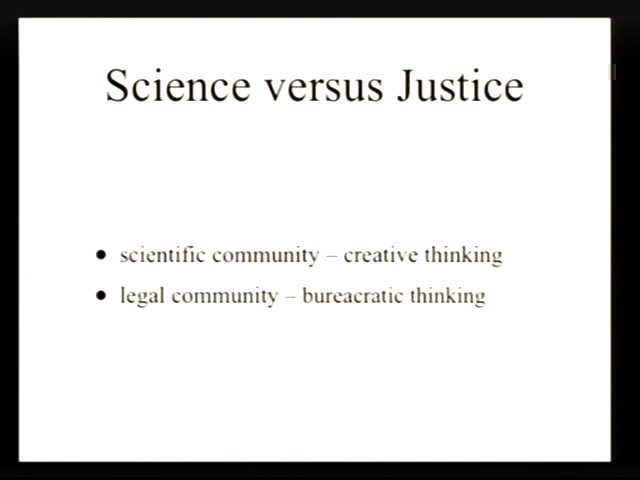 Science versus Justice
• scientific community – creative thinking
• legal community – bureacratic thinking